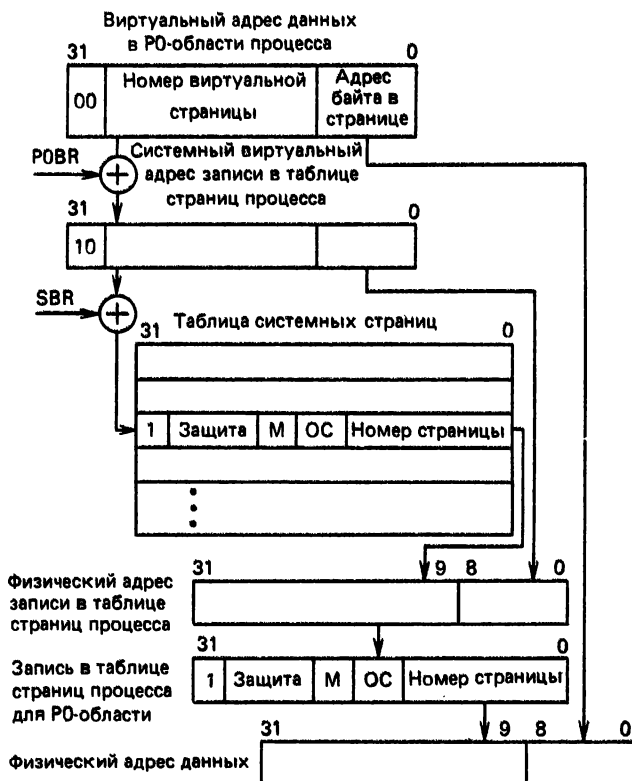 Виртуальный адрес данных
в P0-области процесса
31 0
00 Номер виртуальной Адрес
страницы байта в
странице
P0BR + Системный виртуальный
адрес записи в таблице
страниц процесса
31 0
10
SBR +
Таблица системных страниц
31 0
1 Защита М ОС Номер страницы
31 9 8 0
Физический адрес
записи в таблице
страниц процесса
31 0
1 Защита М ОС Номер страницы
Запись в таблице
страниц процесса
для P0-области
31 9 8 0
Физический адрес данных